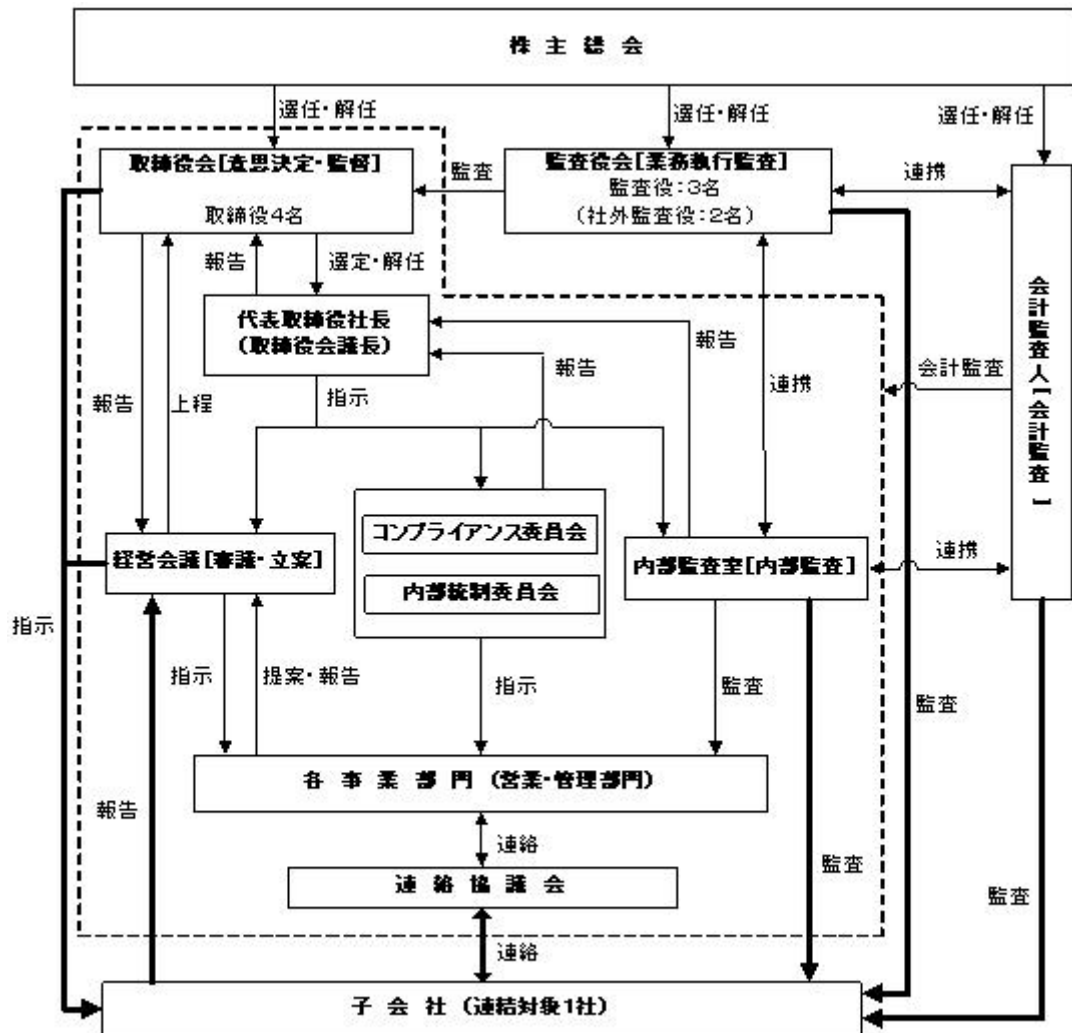 株主総会
選任・解任
選任・解任
選任・解任
取締役会[意思決定・監督]
取締役4名
監査
監査役会[業務執行監査]
監査役：3名
（社外監査役：2名）
連携
会計監査人[会計監査]
報告
選定・解任
代表取締役社長
（取締役会議長）
報告
報告
連携
会計監査
報告
上程
指示
コンプライアンス委員会
内部統制委員会
経営会議[審議・立案]
内部監査室[内部監査]
連携
指示
指示
提案・報告
指示
監査
監査
各事業部門（営業・管理部門）
報告
連絡
連絡協議会
監査
監査
連絡
子会社（連結対象1社）